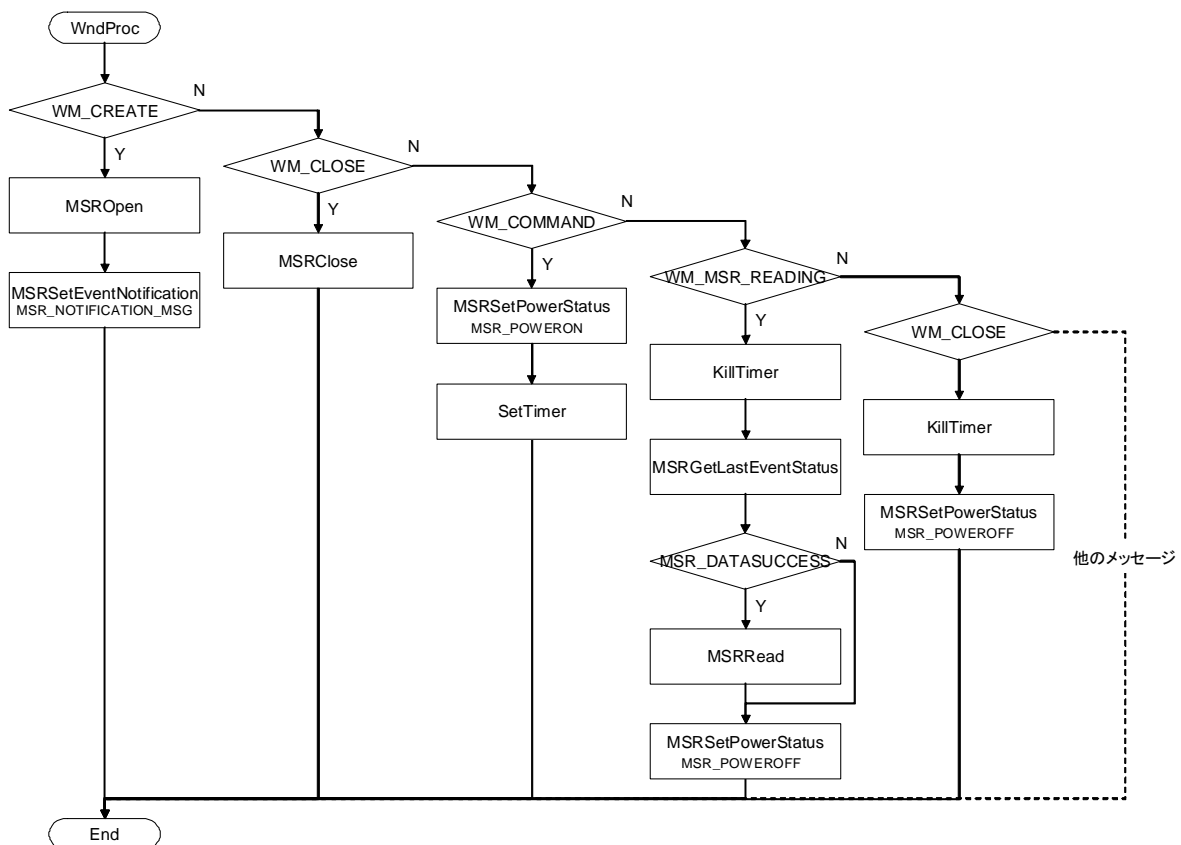 WndProc
N
WM_CREATE
Y
MSROpen
MSRSetEventNotification
MSR_NOTIFICATION_MSG
N
WM_CLOSE
Y
MSRClose
N
WM_COMMAND
Y
MSRSetPowerStatus
MSR_POWERON
SetTimer
N
WM_MSR_READING
Y
KillTimer
MSRGetLastEventStatus
N
MSR_DATASUCCESS
Y
MSRRead
MSRSetPowerStatus
MSR_POWEROFF
WM_CLOSE
KillTimer
MSRSetPowerStatus
MSR_POWEROFF
他のメッセージ
End